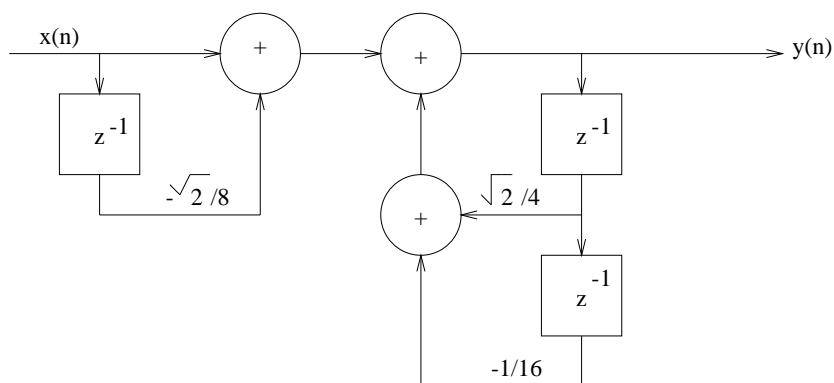 x(n)
+
+
y(n)
z⁻¹
z⁻¹
-√2/8
+
√2/4
z⁻¹
-1/16